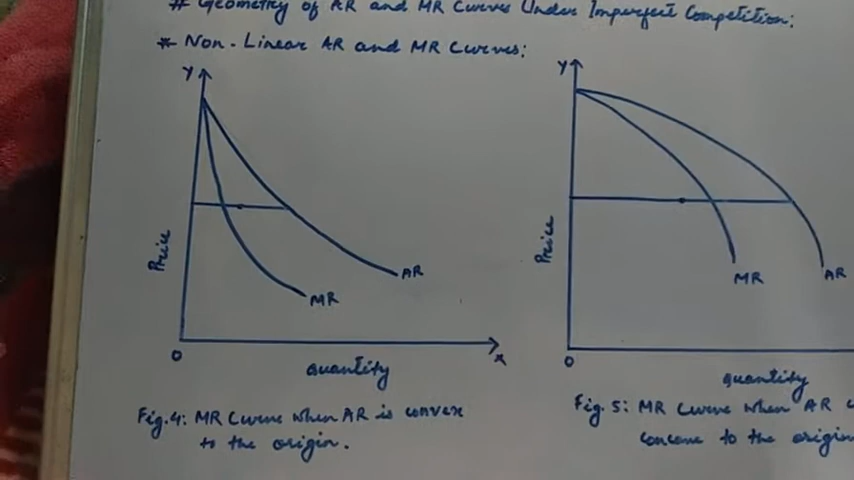 # Geometry of AR and MR Curves Under Imperfect Competition:
* Non-Linear AR and MR Curves:
Y
Price
AR
MR
O
X
Quantity
Fig.4: MR Curve when AR is convex
to the origin.
Y
Price
MR
AR
O
Quantity
Fig.5: MR Curve when AR
concave to the origin